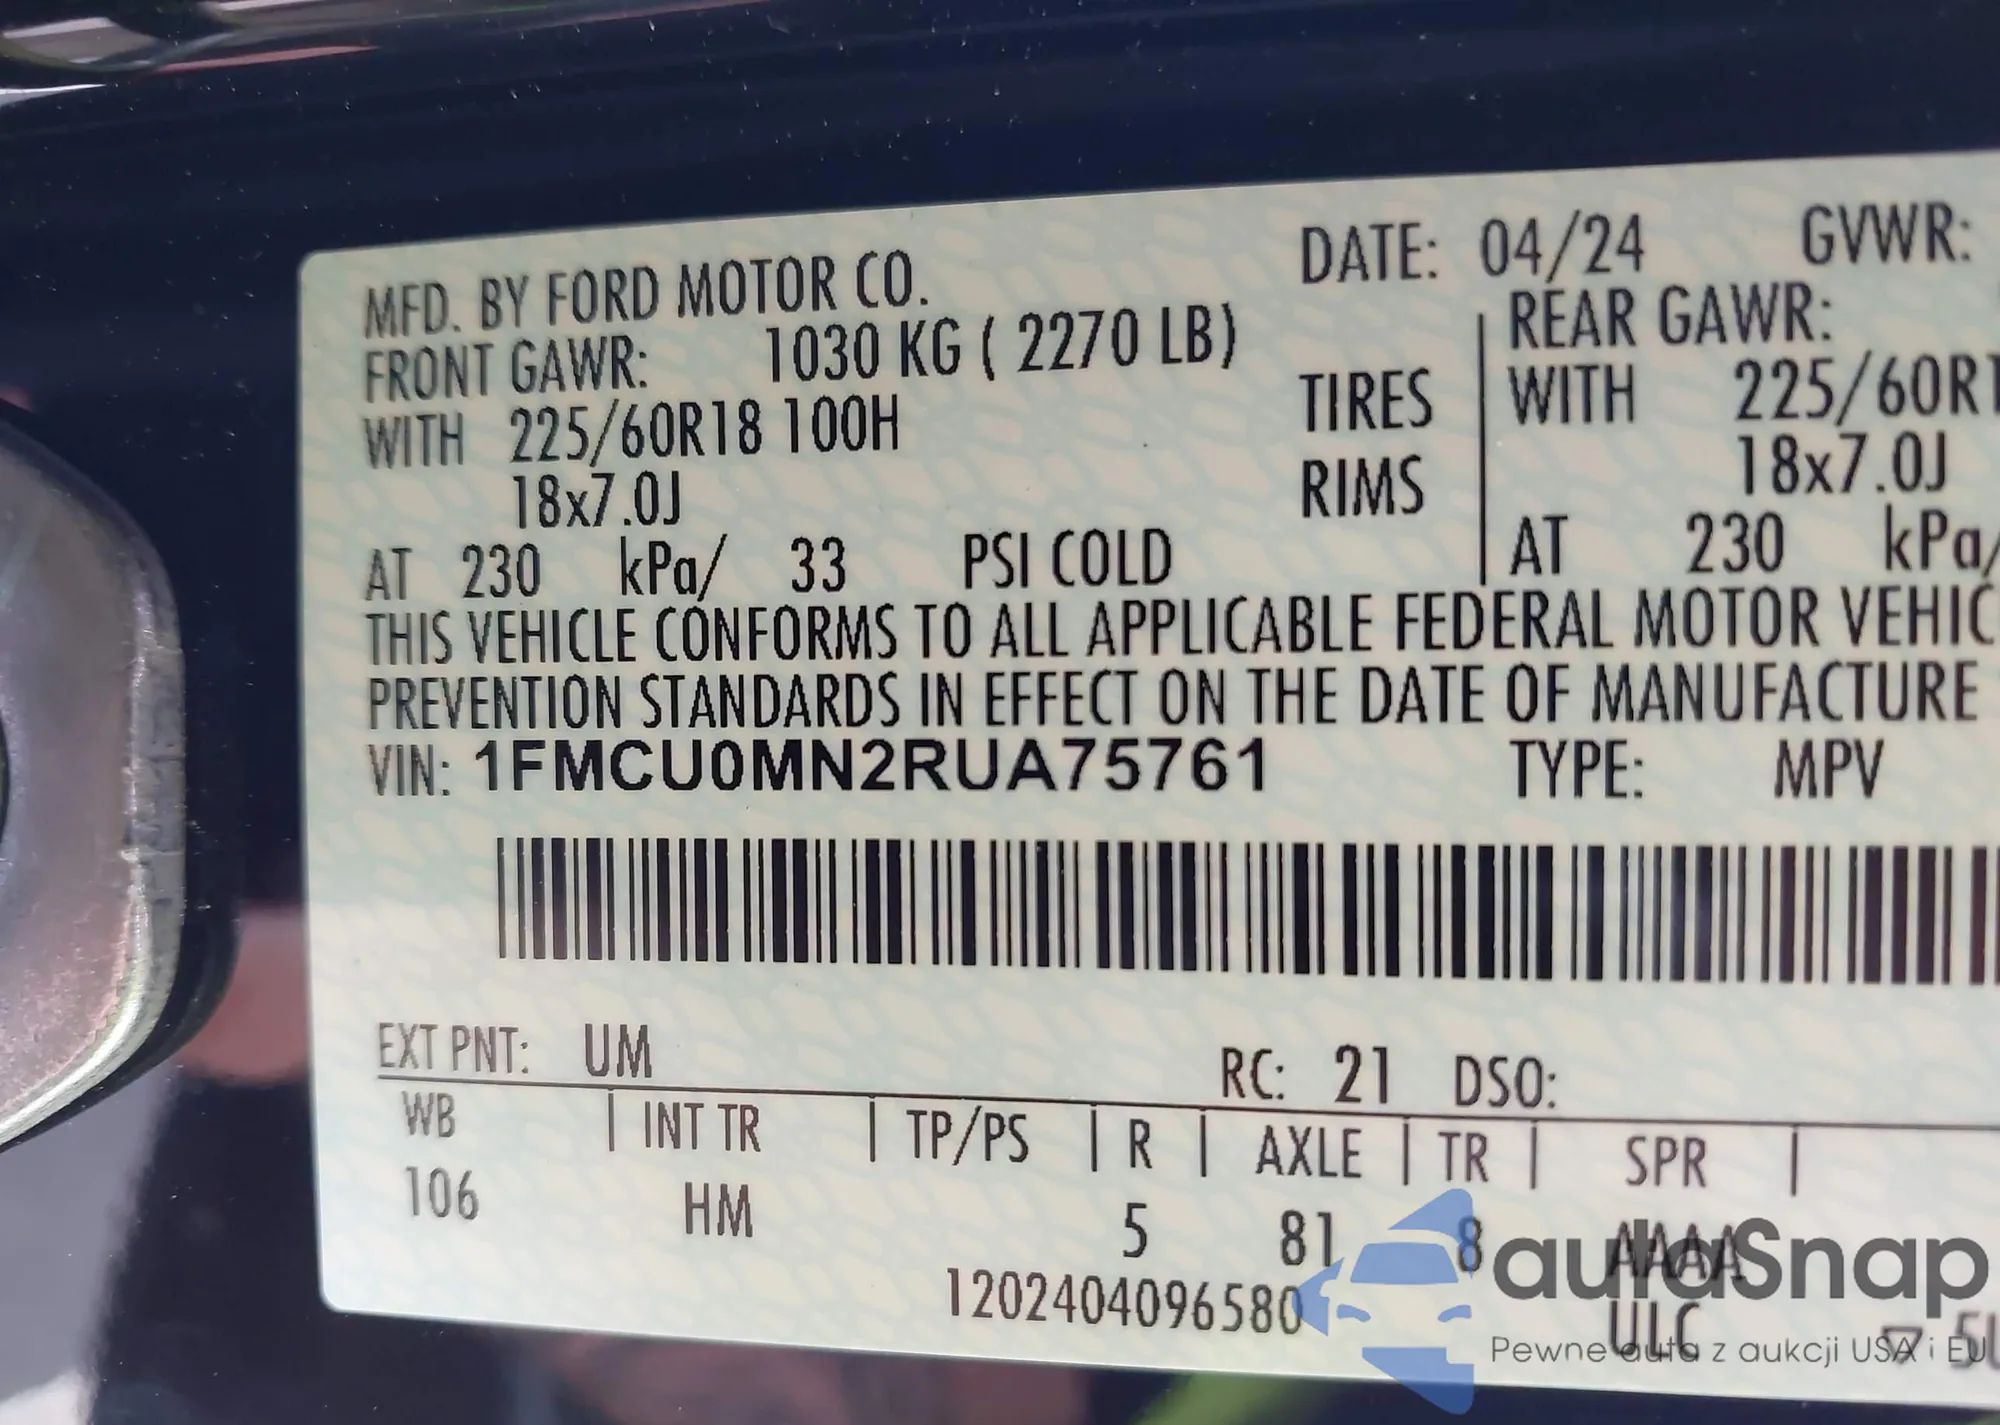 MFD. BY FORD MOTOR CO. DATE: 04/24 GVWR:
FRONT GAWR: 1030 KG ( 2270 LB) REAR GAWR:
WITH 225/60R18 100H TIRES WITH 225/60R1
18x7.0J RIMS 18x7.0J
AT 230 kPa/ 33 PSI COLD AT 230 kPa/
THIS VEHICLE CONFORMS TO ALL APPLICABLE FEDERAL MOTOR VEHIC
PREVENTION STANDARDS IN EFFECT ON THE DATE OF MANUFACTURE
VIN: 1FMCU0MN2RUA75761 TYPE: MPV
EXT PNT: UM RC: 21 DSO:
WB INT TR TP/PS R AXLE TR SPR
106 HM 5 81 8 AAAA
1202404096580 ULC
autaSnap
Pewne auta z aukcji USA i EU